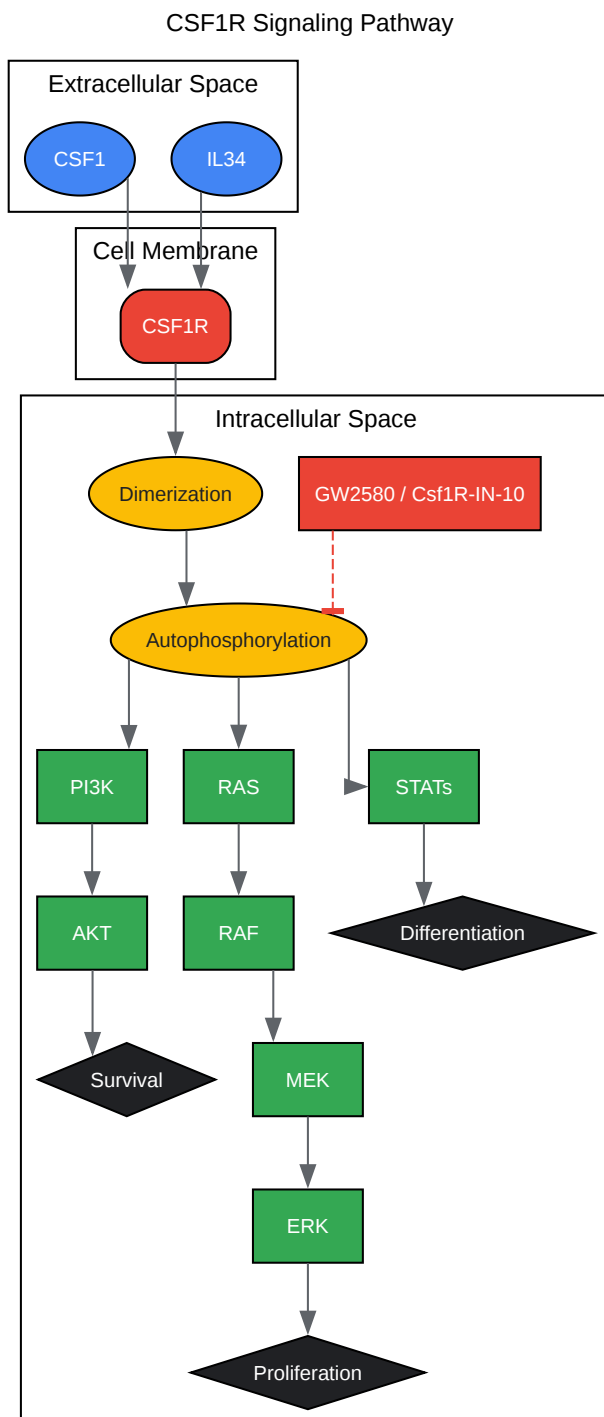 CSF1R Signaling Pathway
Extracellular Space
CSF1
IL34
Cell Membrane
CSF1R
Intracellular Space
Dimerization
GW2580 / Csf1R-IN-10
Autophosphorylation
PI3K
RAS
STATs
AKT
RAF
Differentiation
Survival
MEK
ERK
Proliferation